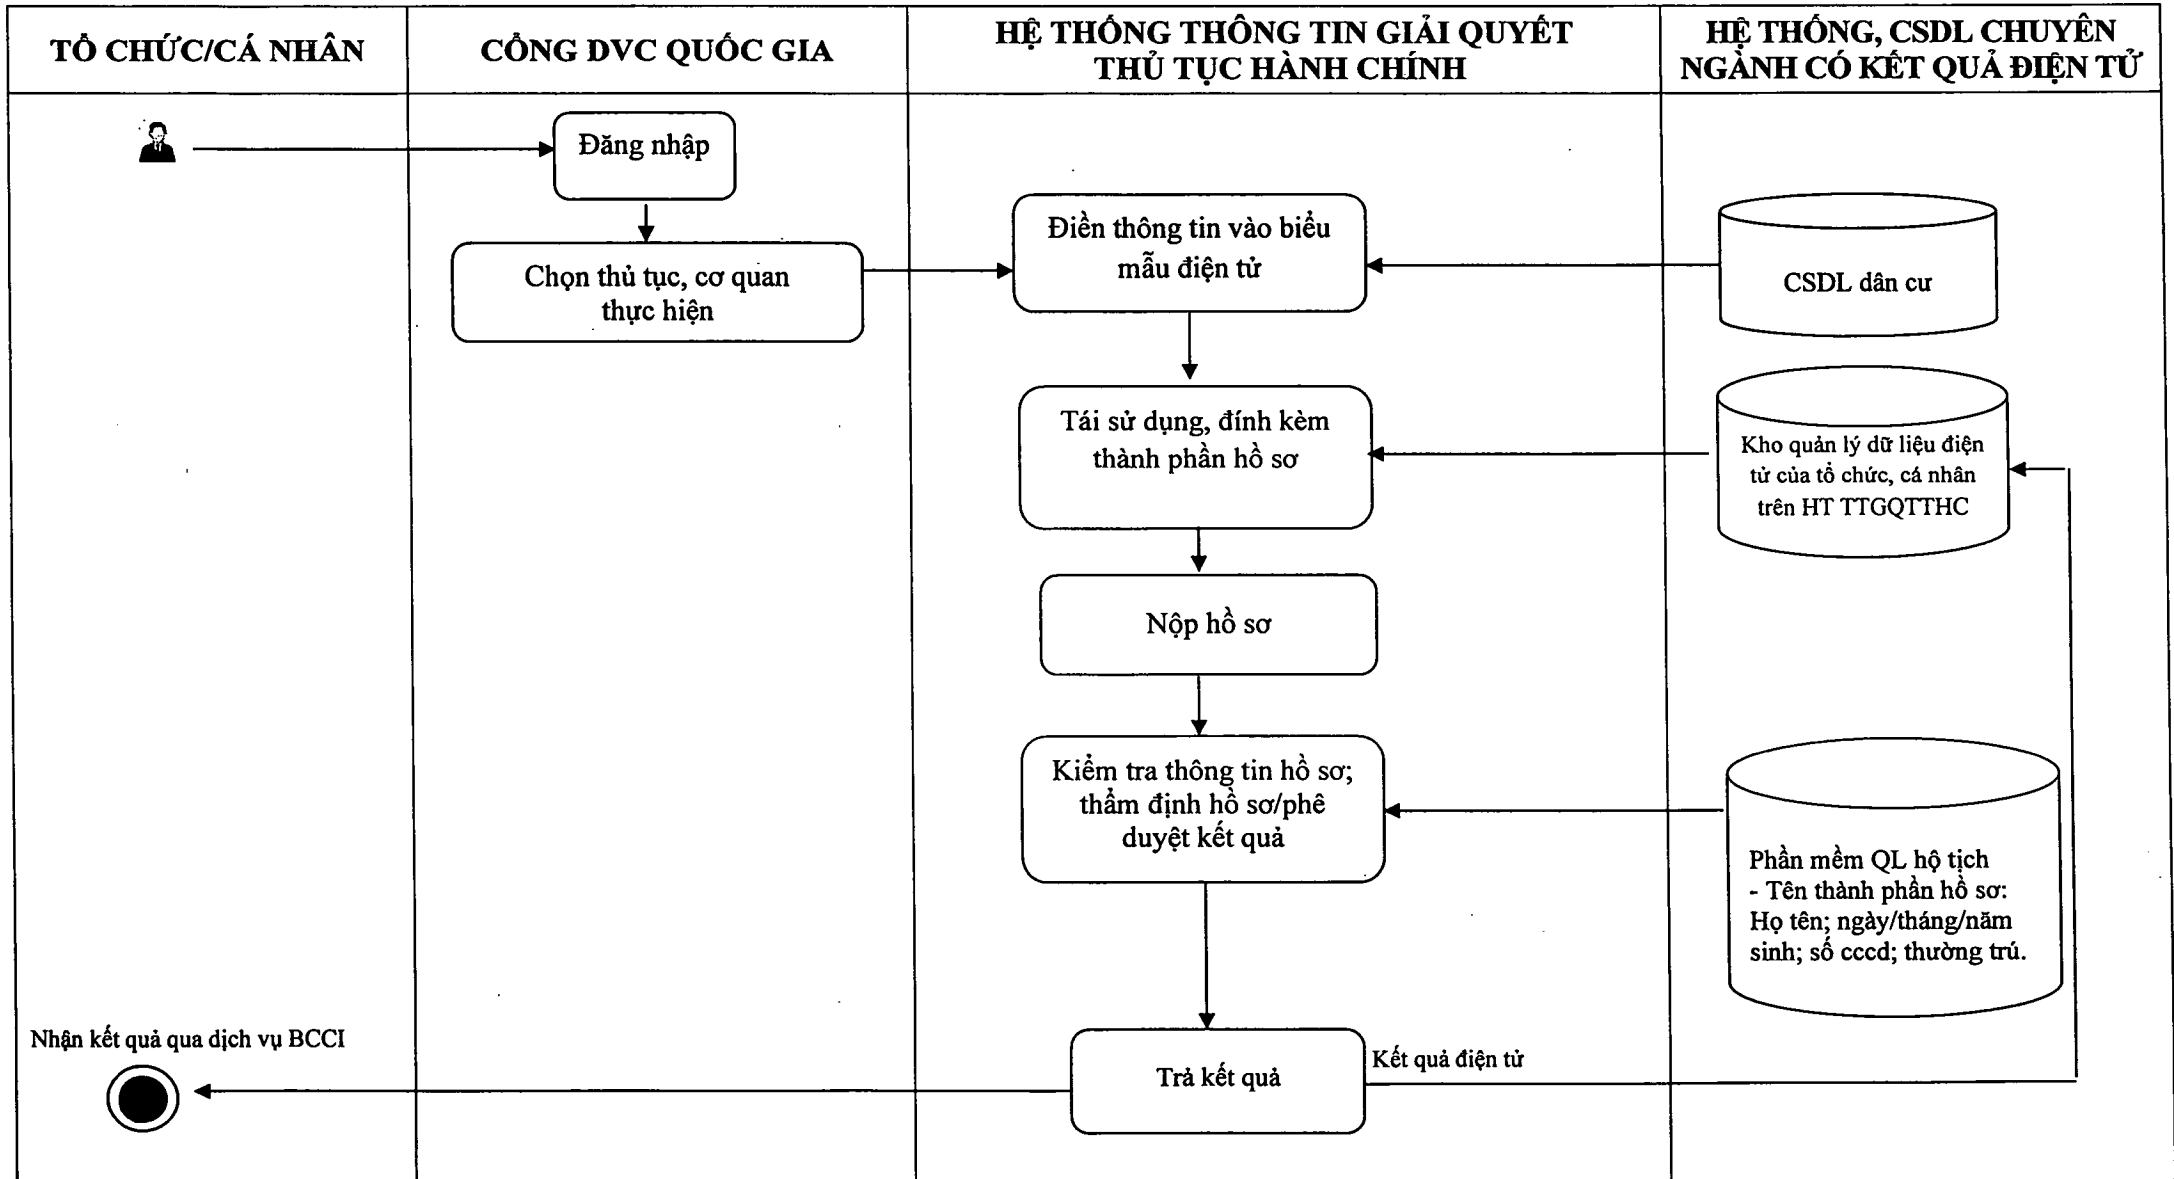 TỔ CHỨC/CÁ NHÂN
CỔNG DVC QUỐC GIA
HỆ THỐNG THÔNG TIN GIẢI QUYẾT
THỦ TỤC HÀNH CHÍNH
HỆ THỐNG, CSDL CHUYÊN
NGÀNH CÓ KẾT QUẢ ĐIỆN TỬ
Đăng nhập
Chọn thủ tục, cơ quan
thực hiện
Điền thông tin vào biểu
mẫu điện tử
CSDL dân cư
Tái sử dụng, đính kèm
thành phần hồ sơ
Kho quản lý dữ liệu điện
tử của tổ chức, cá nhân
trên HT TTGQTTHC
Nộp hồ sơ
Kiểm tra thông tin hồ sơ;
thẩm định hồ sơ/phê
duyệt kết quả
Phần mềm QL hộ tịch
- Tên thành phần hồ sơ:
Họ tên; ngày/tháng/năm
sinh; số cccd; thường trú.
Nhận kết quả qua dịch vụ BCCI
Trả kết quả
Kết quả điện tử